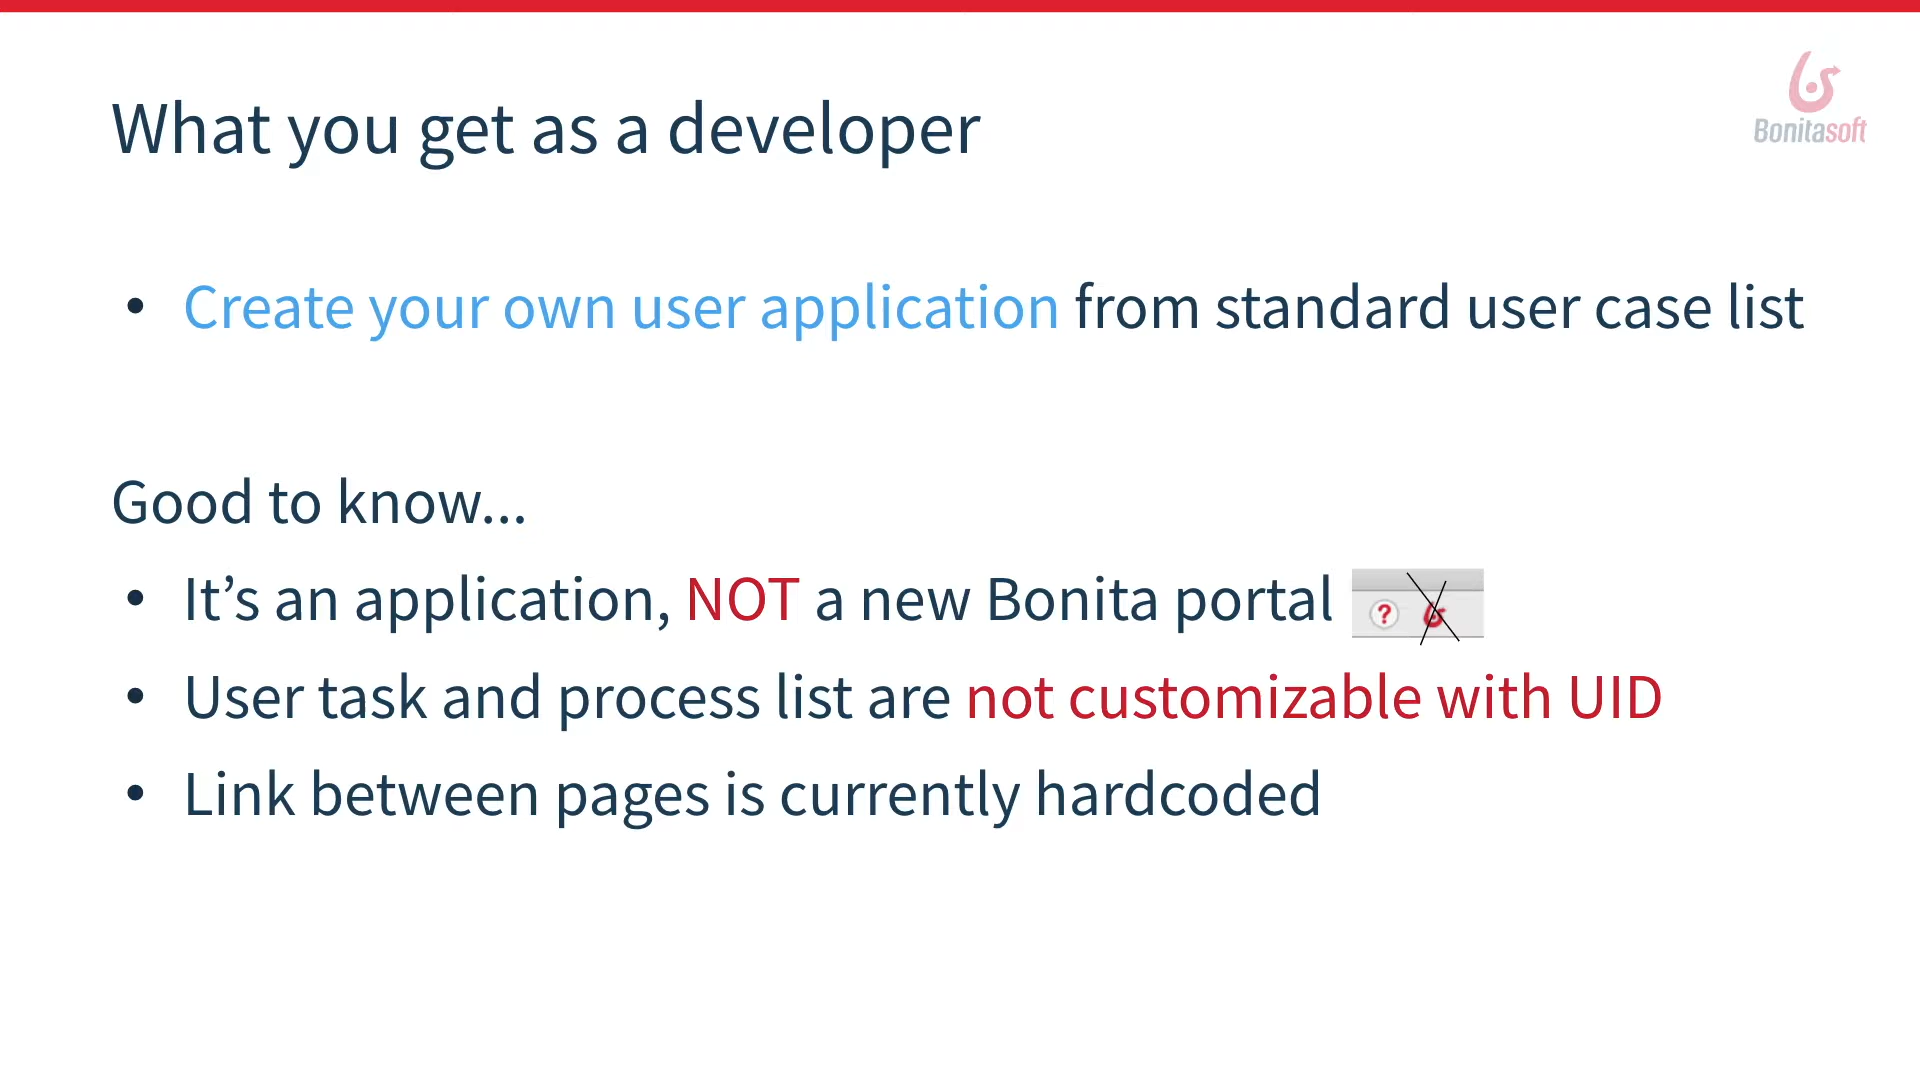 What you get as a developer
Bonitasoft
• Create your own user application from standard user case list
Good to know...
• It’s an application, NOT a new Bonita portal
?
• User task and process list are not customizable with UID
• Link between pages is currently hardcoded